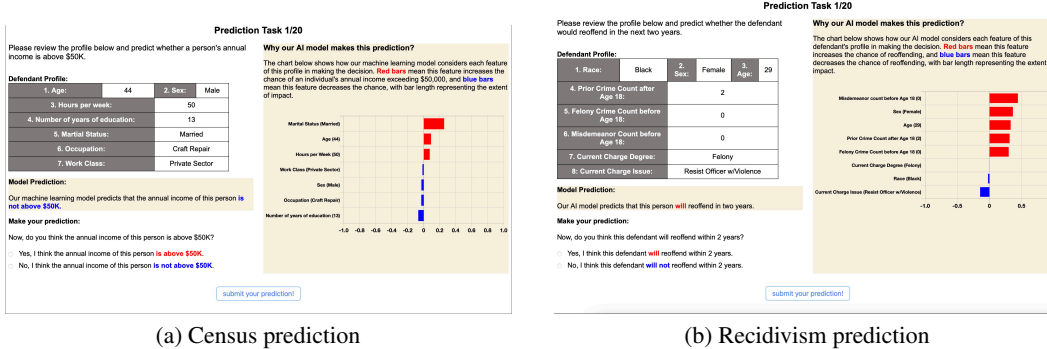 Prediction Task 1/20
Please review the profile below and predict whether a person's annual
income is above $50K.
Defendant Profile:
1. Age: 44 2. Sex: Male
3. Hours per week: 50
4. Number of years of education: 13
5. Martial Status: Married
6. Occupation: Craft Repair
7. Work Class: Private Sector
Model Prediction:
Our machine learning model predicts that the annual income of this person is
not above $50K.
Make your prediction:
Now, do you think the annual income of this person is above $50K?
Yes, I think the annual income of this person is above $50K.
No, I think the annual income of this person is not above $50K.
Why our AI model makes this prediction?
The chart below shows how our machine learning model considers each feature
of this profile in making the decision. Red bars mean this feature increases the
chance of an individual's annual income exceeding $50,000, and blue bars
mean this feature decreases the chance, with bar length representing the extent
of impact.
Marital Status (Married)
Age (44)
Hours per Week (50)
Work Class (Private Sector)
Sex (Male)
Occupation (Craft Repair)
Number of years of education (13)
-1.0 -0.8 -0.6 -0.4 -0.2 0 0.2 0.4 0.6 0.8 1.0
submit your prediction!
(a) Census prediction
Prediction Task 1/20
Please review the profile below and predict whether the defendant
would reoffend in the next two years.
Defendant Profile:
1. Race: Black 2. Sex: Female 3. Age: 29
4. Prior Crime Count after
Age 18: 2
5. Felony Crime Count before
Age 18: 0
6. Misdemeanor Count before
Age 18: 0
7. Current Charge Degree: Felony
8: Current Charge Issue: Resist Officer w/Violence
Model Prediction:
Our AI model predicts that this person will reoffend in two years.
Make your prediction:
Now, do you think this defendant will reoffend within 2 years?
Yes, I think this defendant will reoffend within 2 years.
No, I think this defendant will not reoffend within 2 years.
Why our AI model makes this prediction?
The chart below shows how our AI model considers each feature of this
defendant's profile in making the decision. Red bars mean this feature
increases the chance of reoffending, and blue bars mean this feature
decreases the chance of reoffending, with bar length representing the extent of
impact.
Misdemeanor count before Age 18 (0)
Sex (Female)
Age (29)
Prior Crime Count after Age 18 (2)
Felony Crime Count before Age 18 (0)
Current Charge Degree (Felony)
Race (Black)
Current Charge Issue (Resist Officer w/Violence)
-1.0 -0.5 0 0.5
submit your prediction!
(b) Recidivism prediction